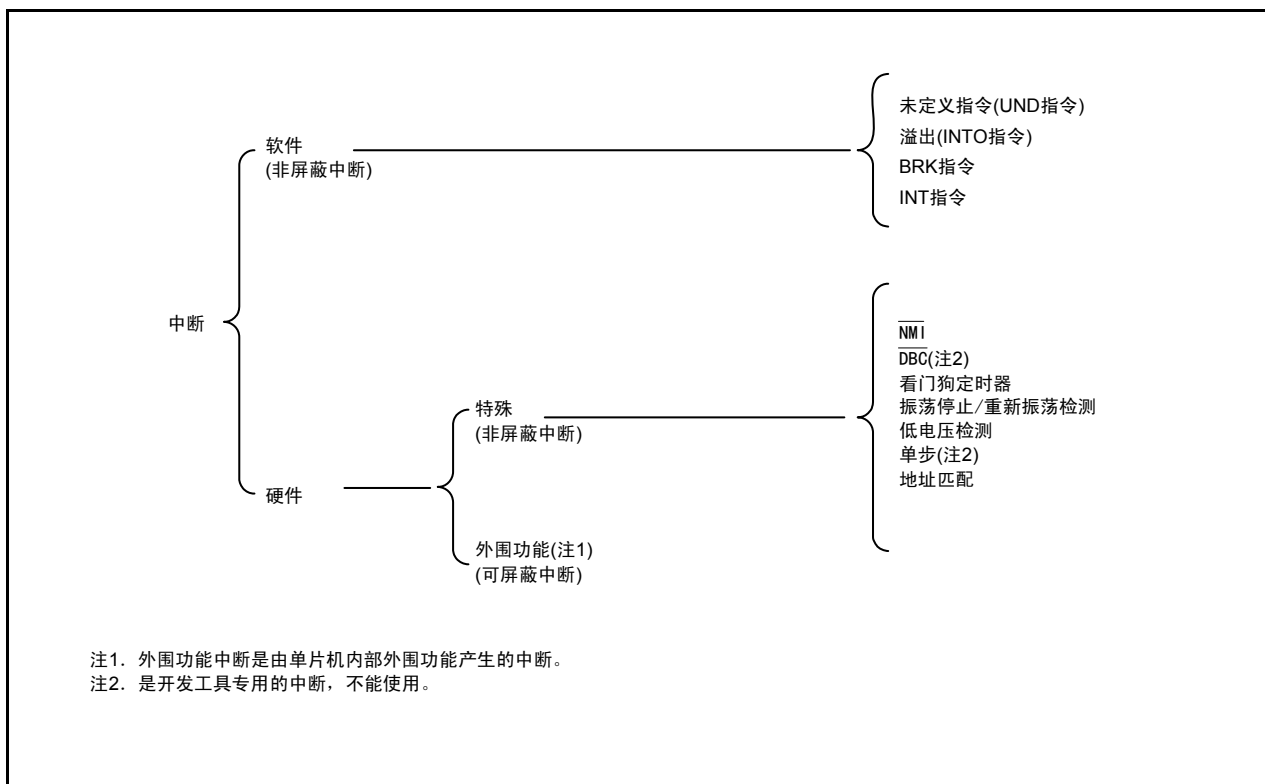 未定义指令(UND指令)
溢出(INTO指令)
BRK指令
INT指令
软件
(非屏蔽中断)
中断
NMI
DBC(注2)
看门狗定时器
振荡停止/重新振荡检测
低电压检测
单步(注2)
地址匹配
特殊
(非屏蔽中断)
硬件
外围功能(注1)
(可屏蔽中断)
注1. 外围功能中断是由单片机内部外围功能产生的中断。
注2. 是开发工具专用的中断，不能使用。